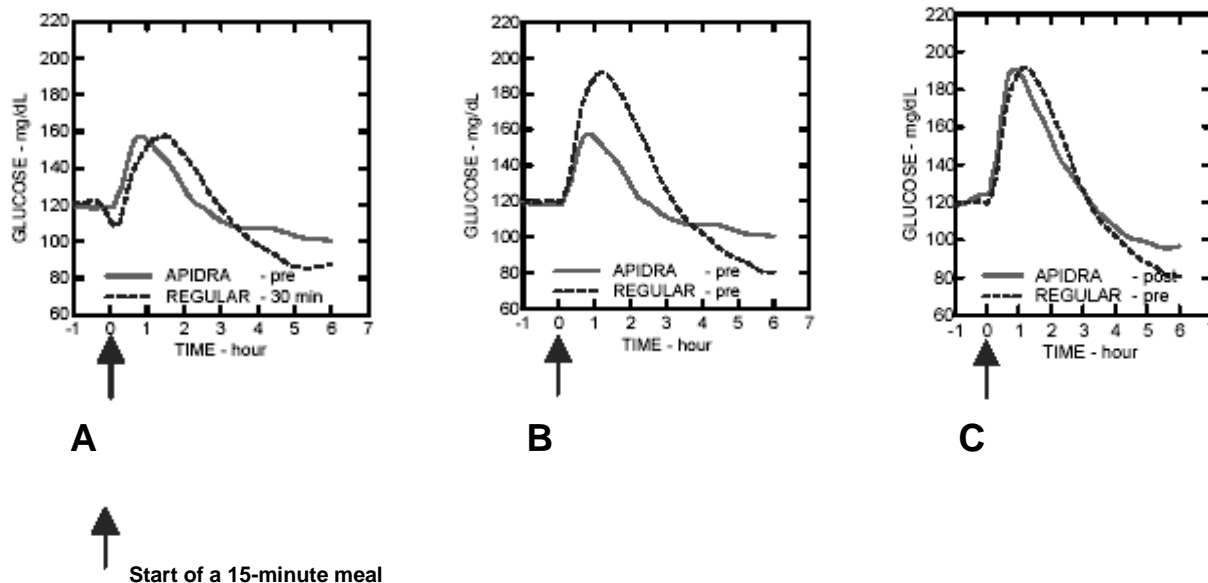 220
200
180
160
140
120
100
80
60
GLUCOSE - mg/dL
APIDRA - pre
REGULAR - 30 min
-1 0 1 2 3 4 5 6 7
TIME - hour
A
220
200
180
160
140
120
100
80
60
GLUCOSE - mg/dL
APIDRA - pre
REGULAR - pre
-1 0 1 2 3 4 5 6 7
TIME - hour
B
220
200
180
160
140
120
100
80
60
GLUCOSE - mg/dL
APIDRA - post
REGULAR - pre
-1 0 1 2 3 4 5 6 7
TIME - hour
C
Start of a 15-minute meal